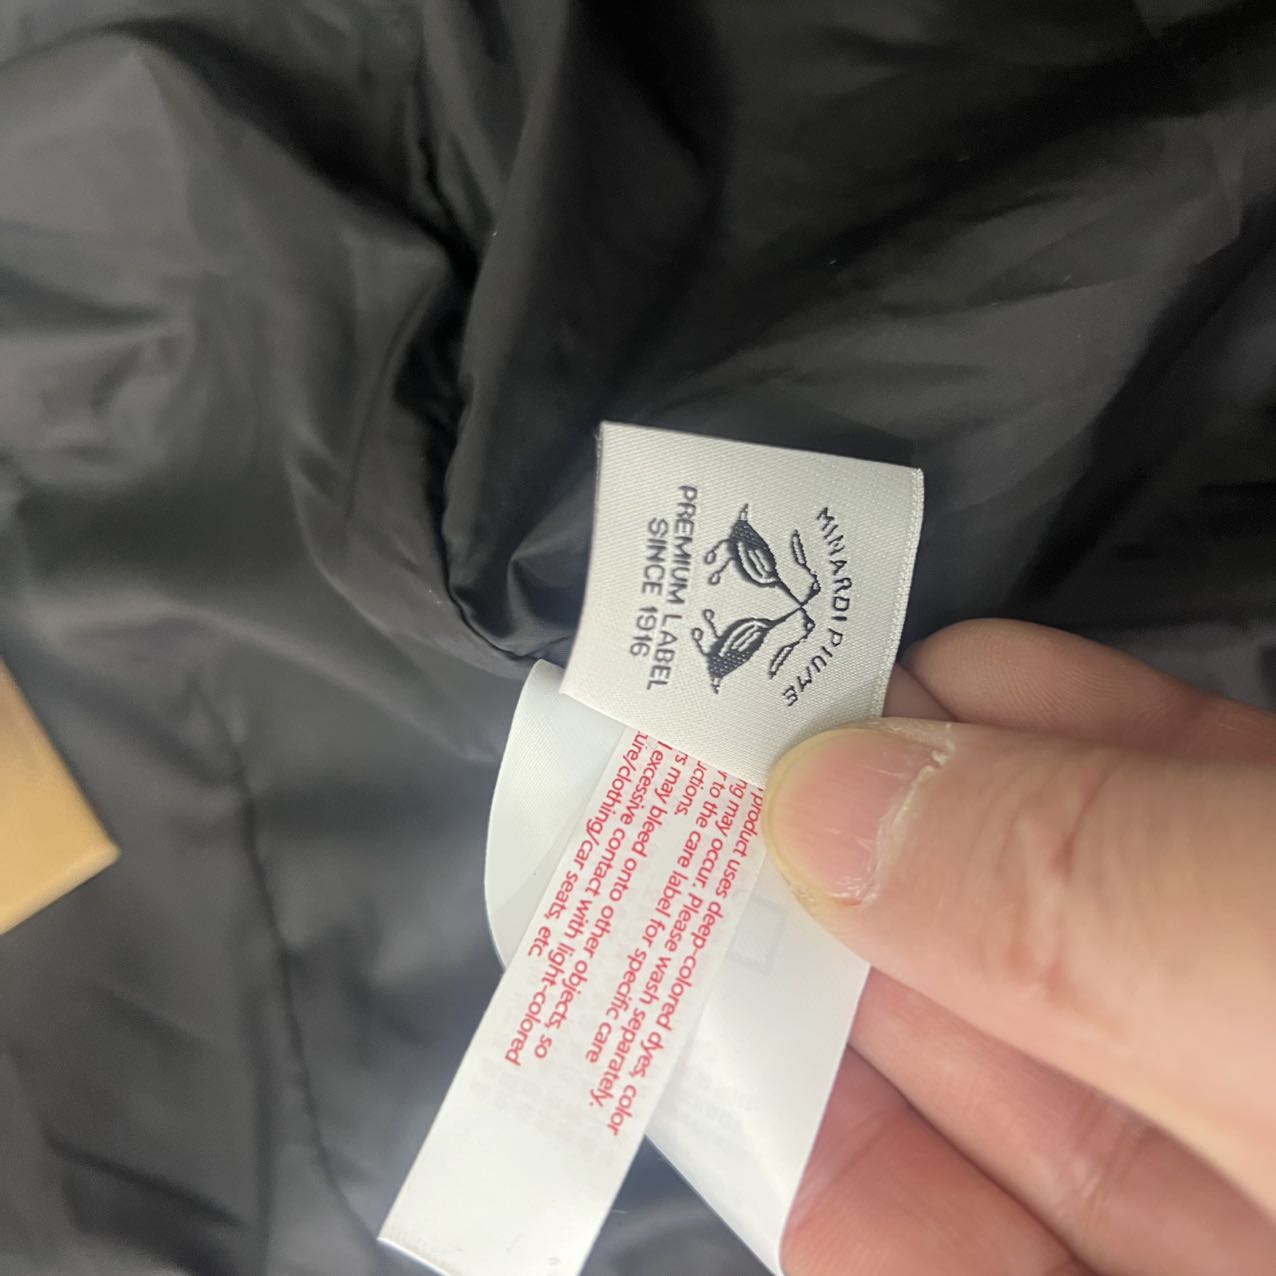 MINARDI PIUME
PREMIUM LABEL
SINCE 1916
product uses deep-colored dyes, color
may occur. Please wash separately.
to the care label for specific care
may bleed onto other objects, so
excessive contact with light-colored
/clothing/car seats, etc